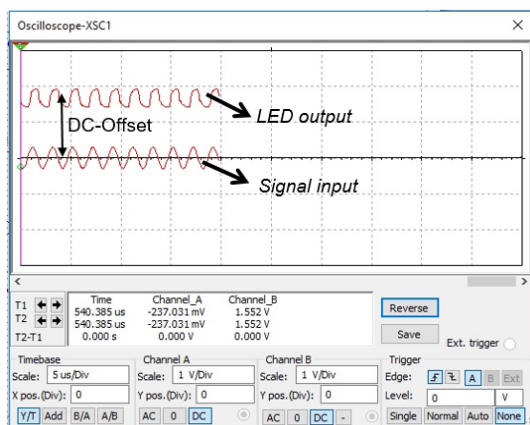 Oscilloscope-XSC1
LED output
DC-Offset
Signal input
Time Channel_A Channel_B
T1 540.385 us -237.031 mV 1.552 V
T2 540.385 us -237.031 mV 1.552 V
T2-T1 0.000 s 0.000 V 0.000 V
Reverse
Save
Ext. trigger
Timebase
Scale: 5 us/Div
X pos.(Div): 0
Y/T Add B/A A/B
Channel A
Scale: 1 V/Div
Y pos.(Div): 0
AC 0 DC
Channel B
Scale: 1 V/Div
Y pos.(Div): 0
AC 0 DC -
Trigger
Edge: A B Ext
Level: 0 V
Single Normal Auto None